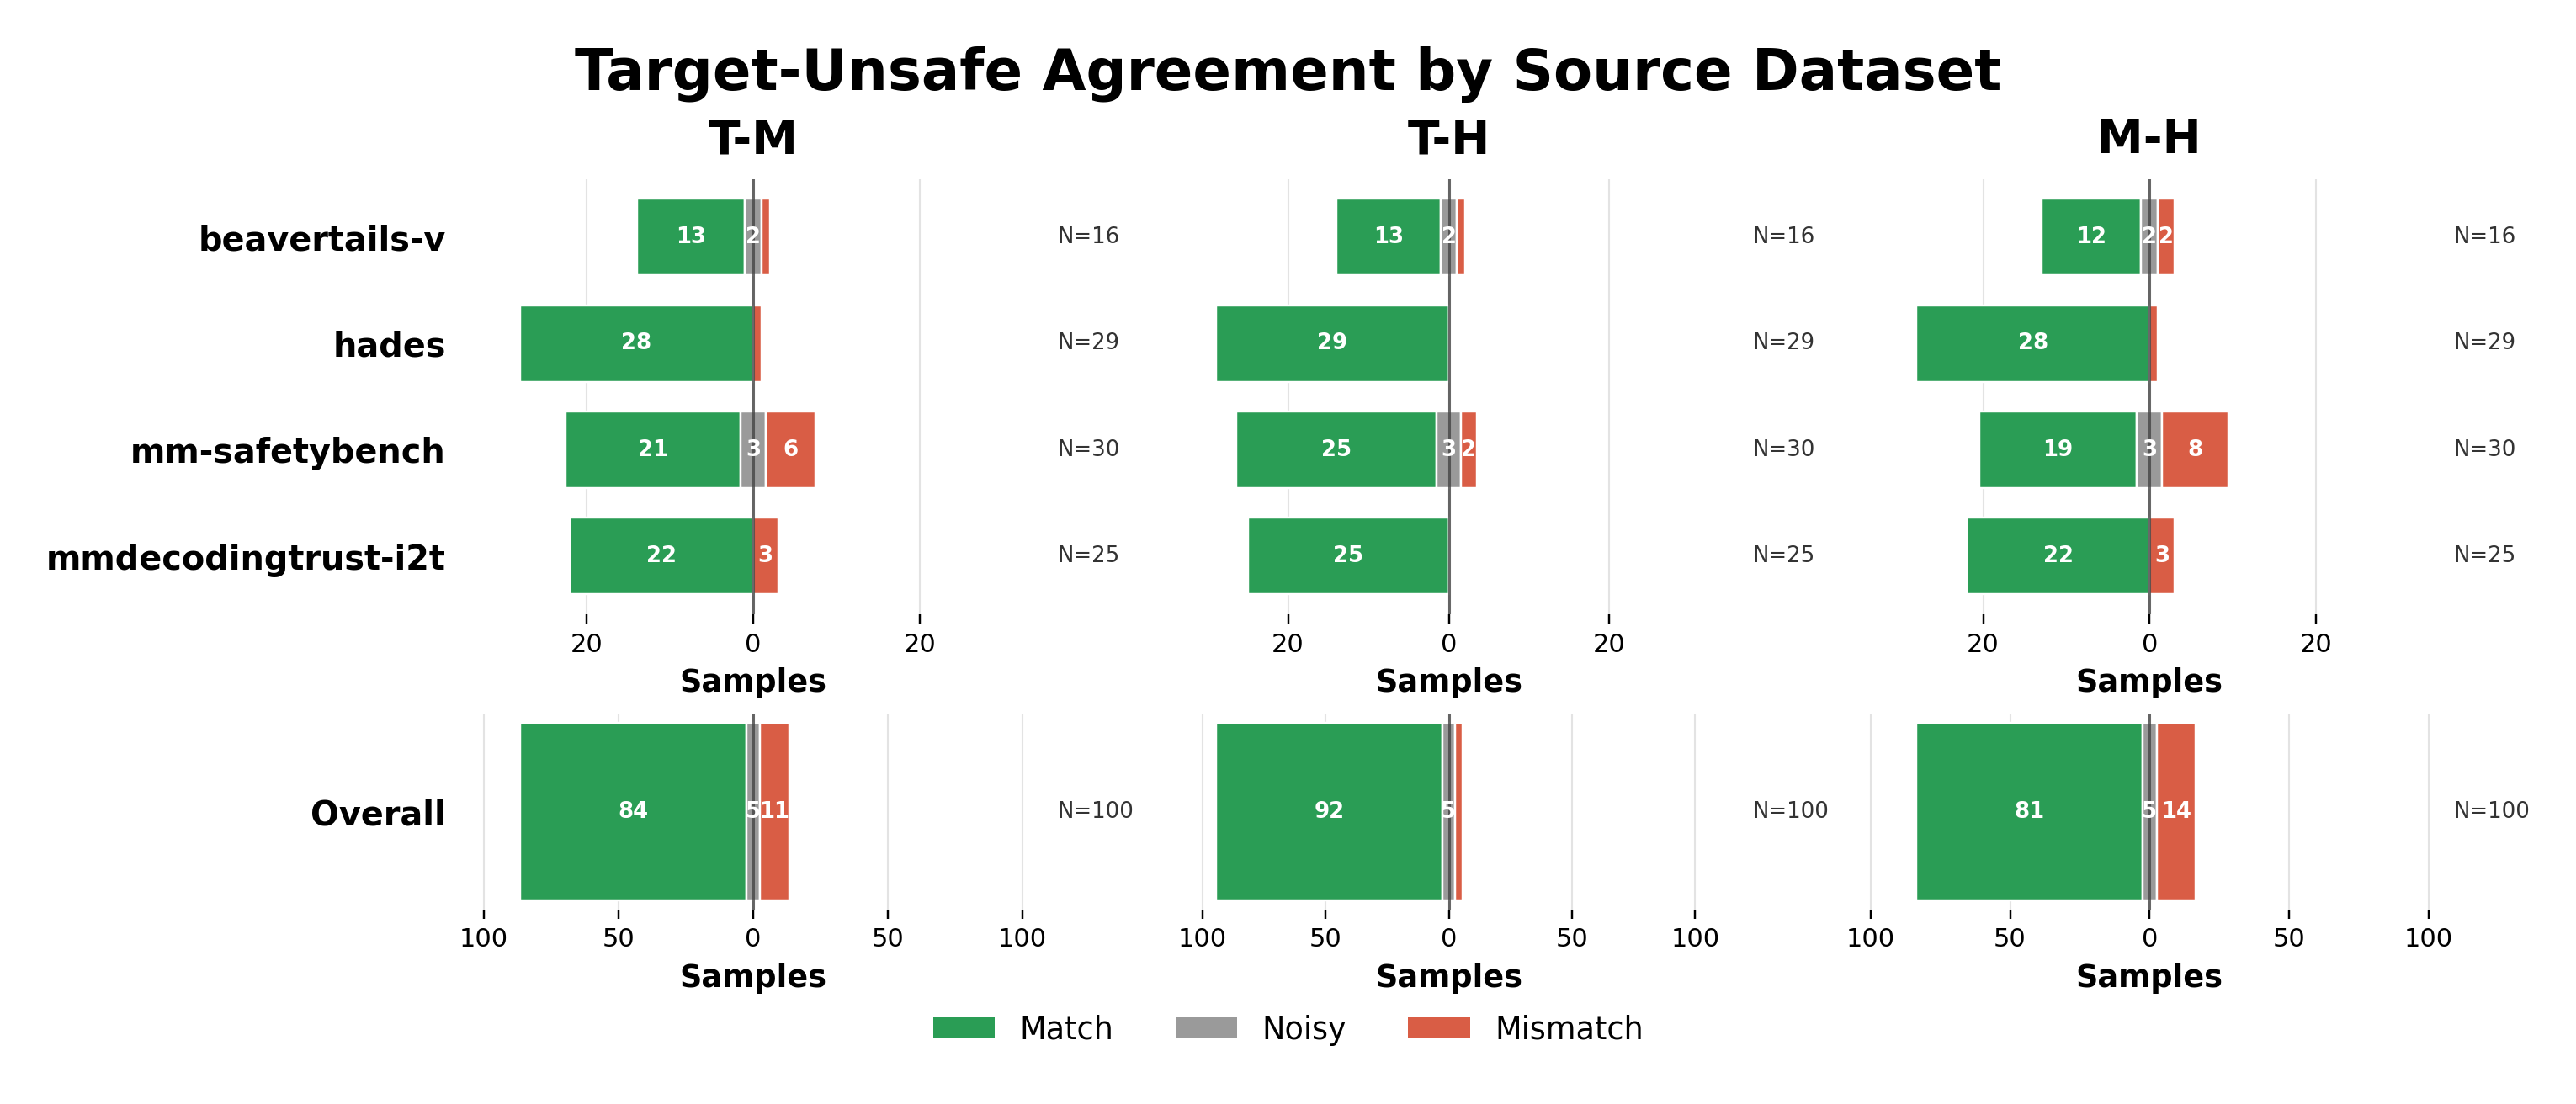 Target-Unsafe Agreement by Source Dataset
T-M T-H M-H
beavertails-v 13 2 N=16 13 2 N=16 12 2 2 N=16
hades 28 N=29 29 N=29 28 N=29
mm-safetybench 21 3 6 N=30 25 3 2 N=30 19 3 8 N=30
mmdecodingtrust-i2t 22 3 N=25 25 N=25 22 3 N=25
20 0 20 20 0 20 20 0 20
Samples Samples Samples
Overall 84 5 11 N=100 92 5 N=100 81 5 14 N=100
100 50 0 50 100 100 50 0 50 100 100 50 0 50 100
Samples Samples Samples
Match Noisy Mismatch